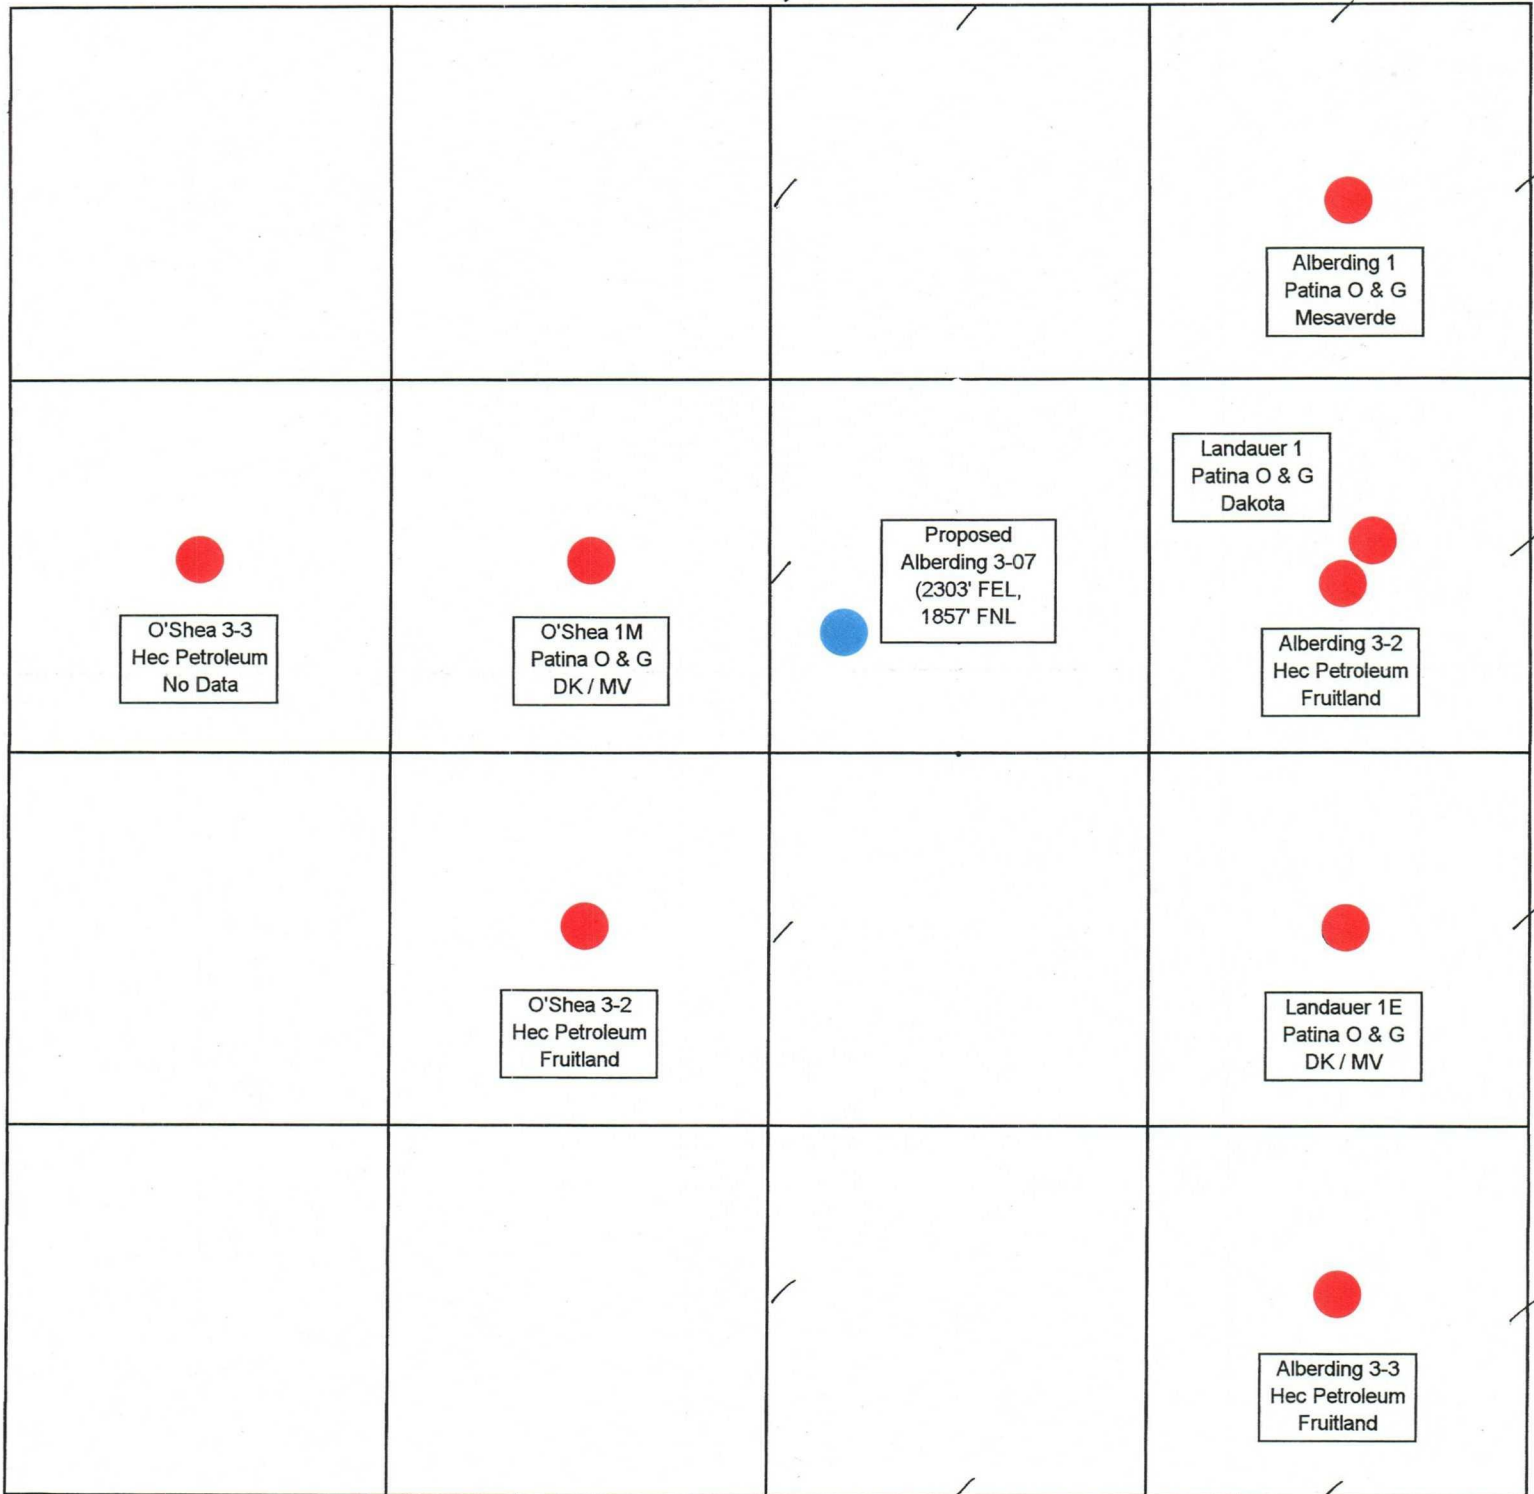 Alberding 1
Patina O & G
Mesaverde
Landauer 1
Patina O & G
Dakota
Proposed
Alberding 3-07
(2303' FEL,
1857' FNL
O'Shea 3-3
Hec Petroleum
No Data
O'Shea 1M
Patina O & G
DK / MV
Alberding 3-2
Hec Petroleum
Fruitland
O'Shea 3-2
Hec Petroleum
Fruitland
Landauer 1E
Patina O & G
DK / MV
Alberding 3-3
Hec Petroleum
Fruitland